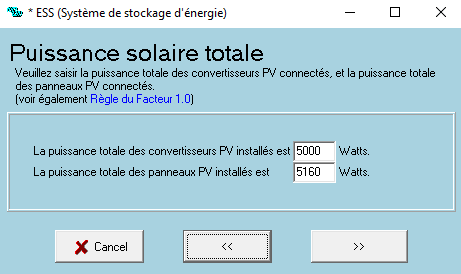 * ESS (Système de stockage d'énergie)
Puissance solaire totale
Veuillez saisir la puissance totale des convertisseurs PV connectés, et la puissance totale
des panneaux PV connectés.
(voir également Règle du Facteur 1.0)
La puissance totale des convertisseurs PV installés est 5000 Watts.
La puissance totale des panneaux PV installés est 5160 Watts.
Cancel << >>